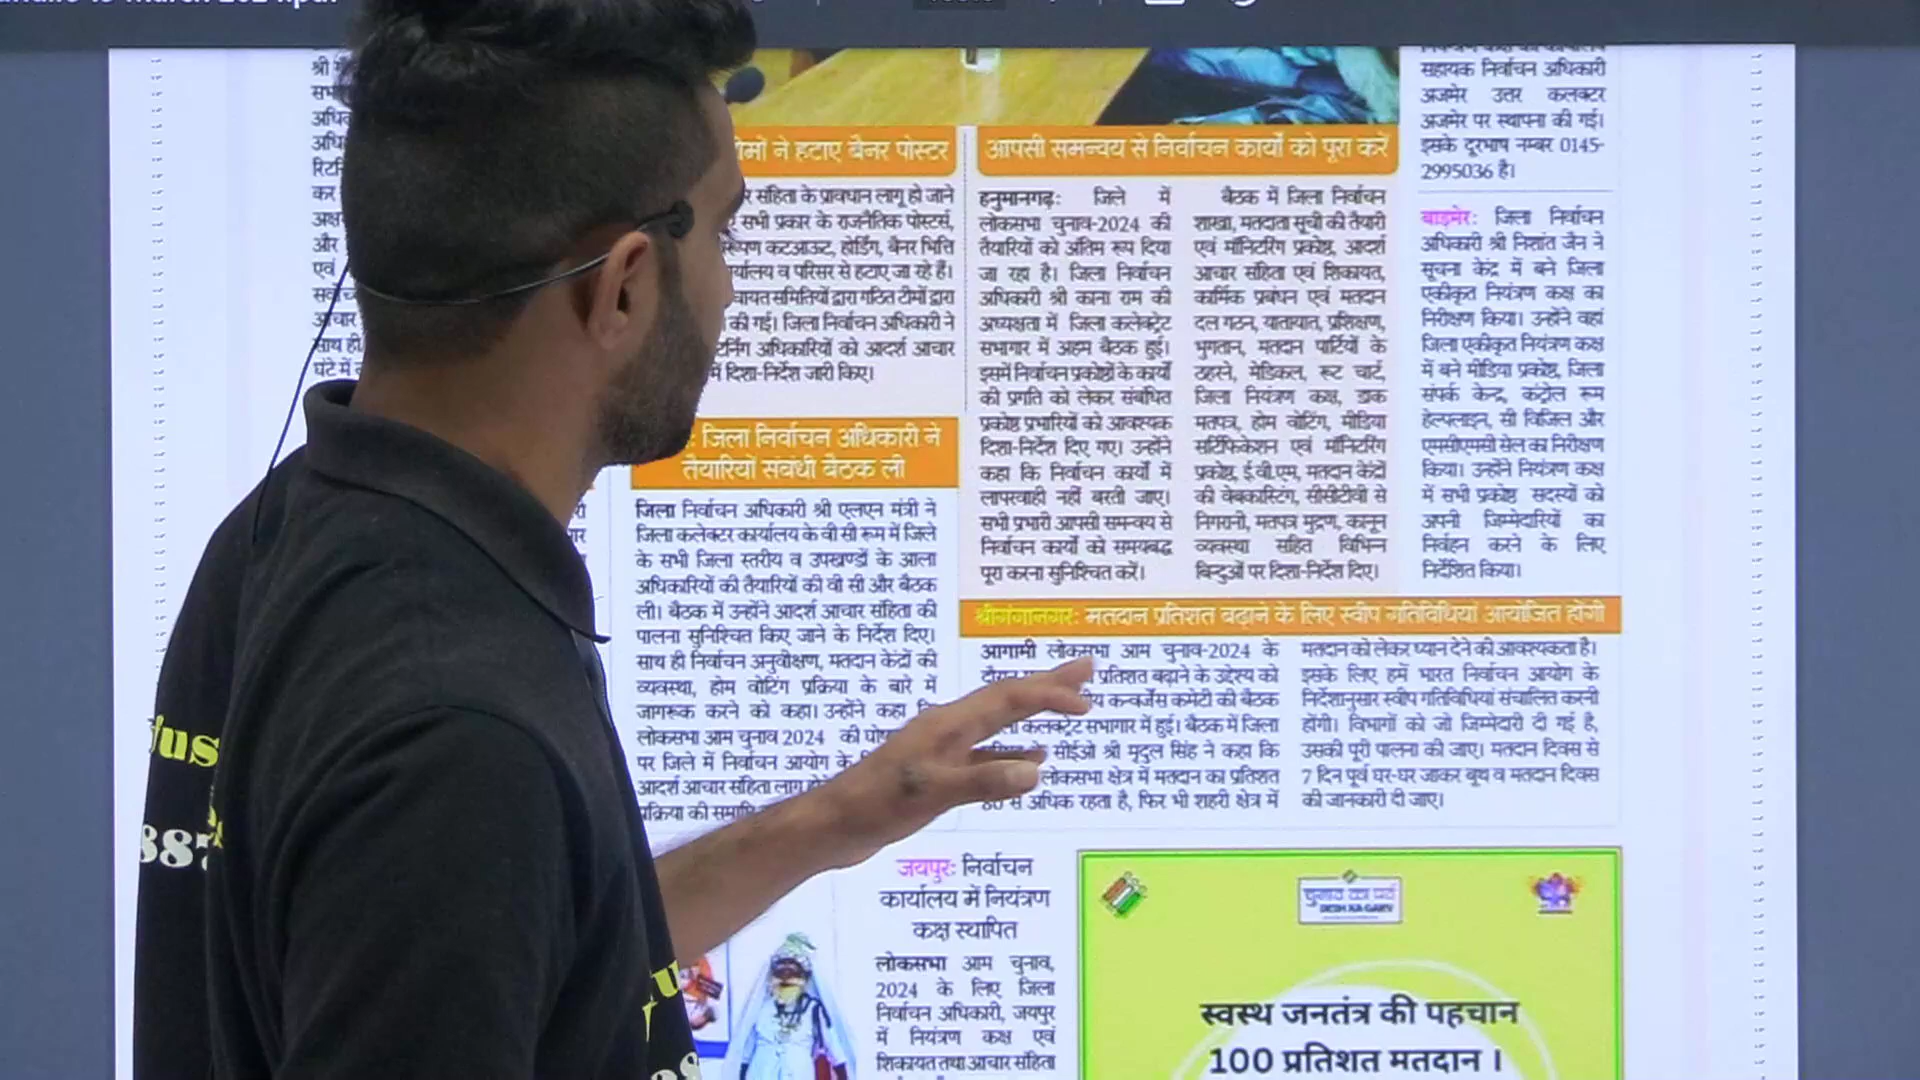 श्री
सभा
रिटर्नि
कर
और
एवं
आचार
साथ ही
घंटे में
ने हटाए बैनर पोस्टर
संहिता के प्रावधान लागू हो जाने
सभी प्रकार के राजनैतिक पोस्टर्स,
कटआउट, होर्डिंग, बैनर भित्ति
व परिसर से हटाए जा रहे हैं।
समितियों द्वारा गठित टीमों द्वारा
की गई। जिला निर्वाचन अधिकारी ने
अधिकारियों को आदर्श आचार
में दिशा-निर्देश जारी किए।
: जिला निर्वाचन अधिकारी ने
तैयारियों संबंधी बैठक ली
जिला निर्वाचन अधिकारी श्री एलएन मंत्री ने
जिला कलेक्टर कार्यालय के वी सी रूम में जिले
के सभी जिला स्तरीय व उपखण्डों के आला
अधिकारियों की तैयारियों की वी सी और बैठक
ली। बैठक में उन्होंने आदर्श आचार संहिता की
पालना सुनिश्चित किए जाने के निर्देश दिए।
साथ ही निर्वाचन अनुवीक्षण, मतदान केंद्रों की
व्यवस्था, होम वोटिंग प्रक्रिया के बारे में
जागरूक करने को कहा। उन्होंने कहा
लोकसभा आम चुनाव 2024 की
पर जिले में निर्वाचन आयोग के
आदर्श आचार संहिता लागू
प्रक्रिया की
आपसी समन्वय से निर्वाचन कार्यों को पूरा करें
हनुमानगढ़: जिले में
लोकसभा चुनाव-2024 की
तैयारियों को अंतिम रूप दिया
जा रहा है। जिला निर्वाचन
अधिकारी श्री काना राम की
अध्यक्षता में जिला कलेक्ट्रेट
सभागार में अहम बैठक हुई।
इसमें निर्वाचन प्रकोष्ठों के कार्यों
की प्रगति को लेकर संबंधित
प्रकोष्ठ प्रभारियों को आवश्यक
दिशा-निर्देश दिए गए। उन्होंने
कहा कि निर्वाचन कार्यों में
लापरवाही नहीं बरती जाए।
सभी प्रभारी आपसी समन्वय से
निर्वाचन कार्यों को समयबद्ध
पूरा करना सुनिश्चित करें।
बैठक में जिला निर्वाचन
शाखा, मतदाता सूची की तैयारी
एवं मॉनिटरिंग प्रकोष्ठ, आदर्श
आचार संहिता एवं शिकायत,
कार्मिक प्रबंधन एवं मतदान
दल गठन, यातायात, प्रशिक्षण,
भुगतान, मतदान पार्टियों के
ठहरने, मेडिकल, रूट चार्ट,
जिला नियंत्रण कक्ष, डाक
मतपत्र, होम वोटिंग, मीडिया
सर्टिफिकेशन एवं मॉनिटरिंग
प्रकोष्ठ, ई.वी.एम, मतदान केंद्रों
की वेबकास्टिंग, सीसीटीवी से
निगरानी, मतपत्र मुद्रण, कानून
व्यवस्था सहित विभिन्न
बिन्दुओं पर दिशा-निर्देश दिए।
सहायक निर्वाचन अधिकारी
अजमेर उतर कलक्टर
अजमेर पर स्थापना की गई।
इसके दूरभाष नम्बर 0145-
2995036 है।
बाड़मेर: जिला निर्वाचन
अधिकारी श्री निशांत जैन ने
सूचना केंद्र में बने जिला
एकीकृत नियंत्रण कक्ष का
निरीक्षण किया। उन्होंने वहां
जिला एकीकृत नियंत्रण कक्ष
में बने मीडिया प्रकोष्ठ, जिला
संपर्क केन्द्र, कंट्रोल रूम
हेल्पलाइन, सी विजिल और
एमसीएमसी सेल का निरीक्षण
किया। उन्होंने नियंत्रण कक्ष
में सभी प्रकोष्ठ सदस्यों को
अपनी जिम्मेदारियों का
निर्वहन करने के लिए
निर्देशित किया।
श्रीगंगानगर: मतदान प्रतिशत बढ़ाने के लिए स्वीप गतिविधियां आयोजित होंगी
आगामी लोकसभा आम चुनाव-2024 के
दौरान प्रतिशत बढ़ाने के उद्देश्य को
कन्वर्जेंस कमेटी की बैठक
कलक्ट्रेट सभागार में हुई। बैठक में जिला
के सीईओ श्री मृदुल सिंह ने कहा कि
लोकसभा क्षेत्र में मतदान का प्रतिशत
80 से अधिक रहता है, फिर भी शहरी क्षेत्र में
मतदान को लेकर ध्यान देने की आवश्यकता है।
इसके लिए हमें भारत निर्वाचन आयोग के
निर्देशानुसार स्वीप गतिविधियां संचालित करनी
होंगी। विभागों को जो जिम्मेदारी दी गई है,
उसकी पूरी पालना की जाए। मतदान दिवस से
7 दिन पूर्व घर-घर जाकर बूथ व मतदान दिवस
की जानकारी दी जाए।
जयपुर: निर्वाचन
कार्यालय में नियंत्रण
कक्ष स्थापित
लोकसभा आम चुनाव,
2024 के लिए जिला
निर्वाचन अधिकारी, जयपुर
में नियंत्रण कक्ष एवं
शिकायत तथा आचार संहिता
चुनाव का पर्व
DESH KA GARV
स्वस्थ जनतंत्र की पहचान
100 प्रतिशत मतदान ।